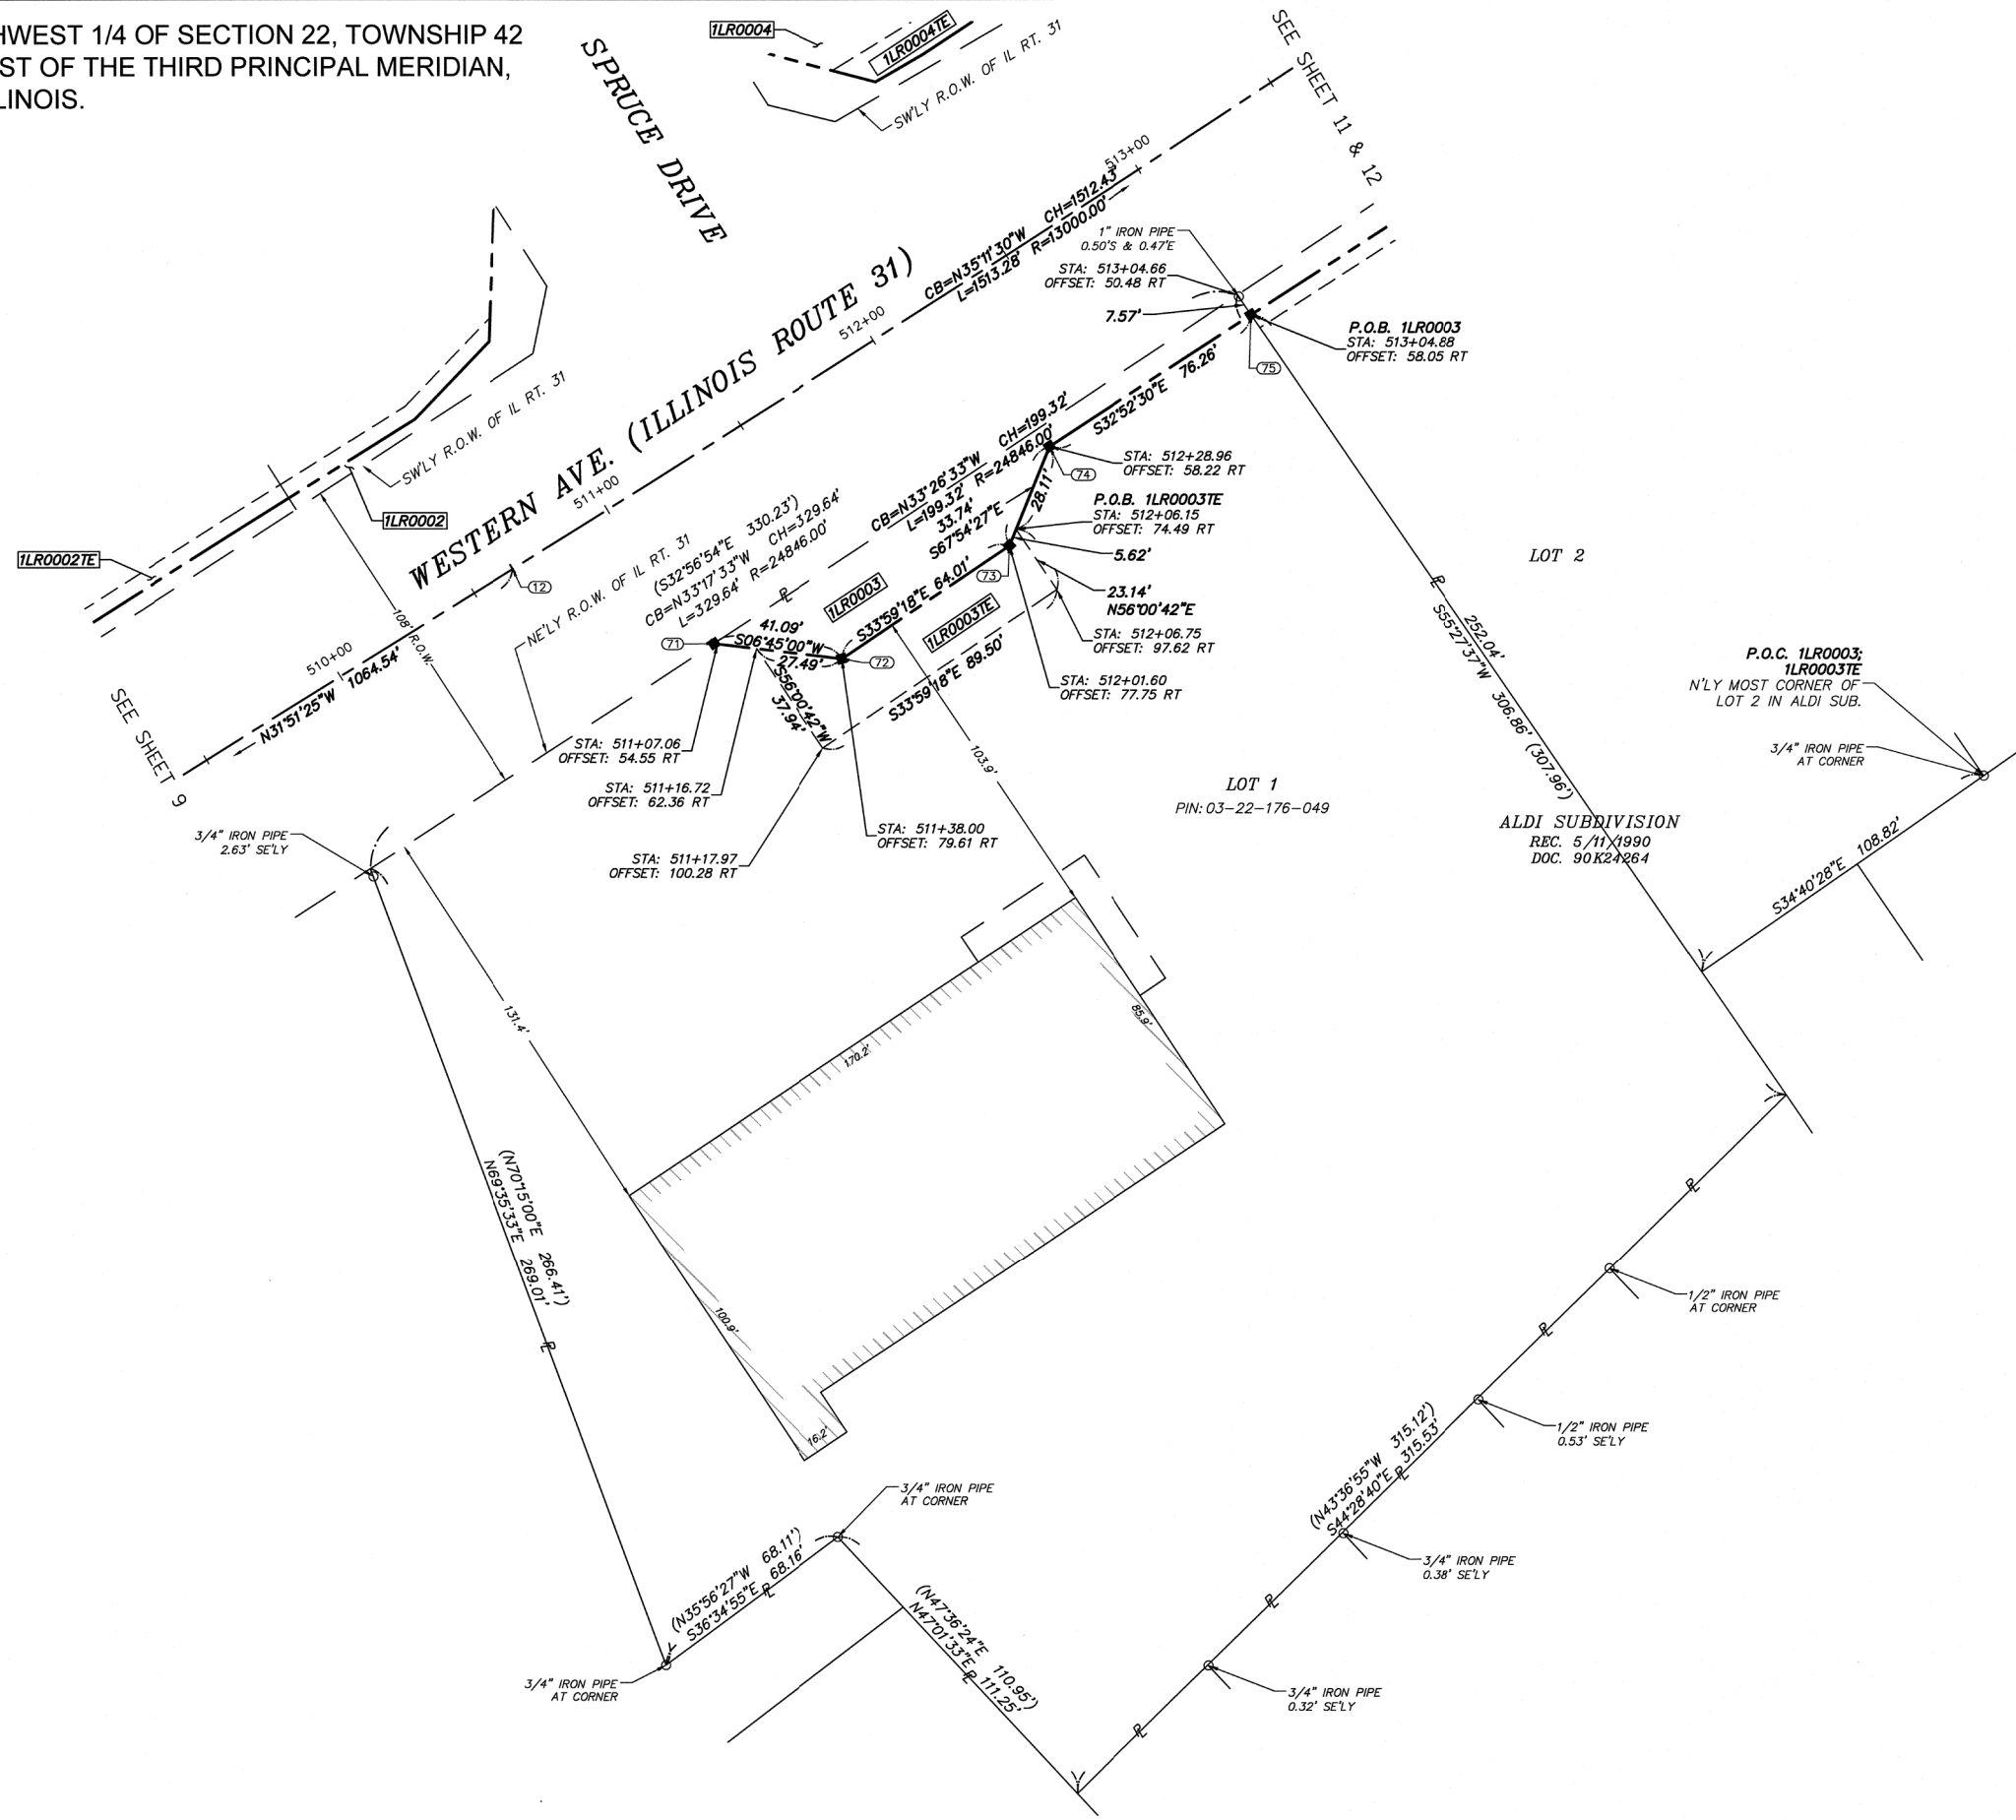 HWEST 1/4 OF SECTION 22, TOWNSHIP 42
ST OF THE THIRD PRINCIPAL MERIDIAN,
LINOIS.
SPRUCE DRIVE
1LR0004
1LR0004TE
SW'LY R.O.W. OF IL RT. 31
SEE SHEET 11 & 12
513+00
CB=N35°11'30"W CH=1512.43'
L=1513.28' R=13000.00'
1" IRON PIPE
0.50'S & 0.47'E
STA: 513+04.66
OFFSET: 50.48 RT
7.57'
P.O.B. 1LR0003
STA: 513+04.88
OFFSET: 58.05 RT
75
WESTERN AVE. (ILLINOIS ROUTE 31)
512+00
511+00
510+00
SW'LY R.O.W. OF IL RT. 31
1LR0002
1LR0002TE
12
108' R.O.W.
N31°51'25"W 1064.54'
SEE SHEET 9
NE'LY R.O.W. OF IL RT. 31
(S32°56'54"E 330.23')
CB=N33°17'33"W CH=329.64'
L=329.64' R=24846.00'
CB=N33°26'33"W CH=199.32'
L=199.32' R=24846.00'
33.74'
S67°54'27"E
28.11'
S32°52'30"E 76.26'
STA: 512+28.96
OFFSET: 58.22 RT
74
P.O.B. 1LR0003TE
STA: 512+06.15
OFFSET: 74.49 RT
5.62'
73
23.14'
N56°00'42"E
STA: 512+06.75
OFFSET: 97.62 RT
STA: 512+01.60
OFFSET: 77.75 RT
℄
1LR0003
S33°59'18"E 64.01'
1LR0003TE
S33°59'18"E 89.50'
71
41.09'
S06°45'00"W
27.49'
72
S56°00'42"W
37.94'
STA: 511+07.06
OFFSET: 54.55 RT
STA: 511+16.72
OFFSET: 62.36 RT
STA: 511+17.97
OFFSET: 100.28 RT
STA: 511+38.00
OFFSET: 79.61 RT
103.9'
LOT 2
252.04'
S55°27'37"W 306.86' (307.96')
P.O.C. 1LR0003;
1LR0003TE
N'LY MOST CORNER OF
LOT 2 IN ALDI SUB.
3/4" IRON PIPE
AT CORNER
LOT 1
PIN: 03-22-176-049
ALDI SUBDIVISION
REC. 5/11/1990
DOC. 90K24264
S34°40'28"E 108.82'
3/4" IRON PIPE
2.63' SE'LY
131.4'
170.2'
85.9'
100.9'
16.2'
(N70°15'00"E 266.41')
N69°35'33"E 269.01'
1/2" IRON PIPE
AT CORNER
1/2" IRON PIPE
0.53' SE'LY
(N43°36'55"W 315.12')
S44°28'40"E 315.53'
3/4" IRON PIPE
0.38' SE'LY
3/4" IRON PIPE
AT CORNER
(N35°56'27"W 68.11')
S36°34'55"E 68.16'
3/4" IRON PIPE
AT CORNER
(N47°36'24"E 110.95')
N47°01'33"E 111.25'
3/4" IRON PIPE
0.32' SE'LY